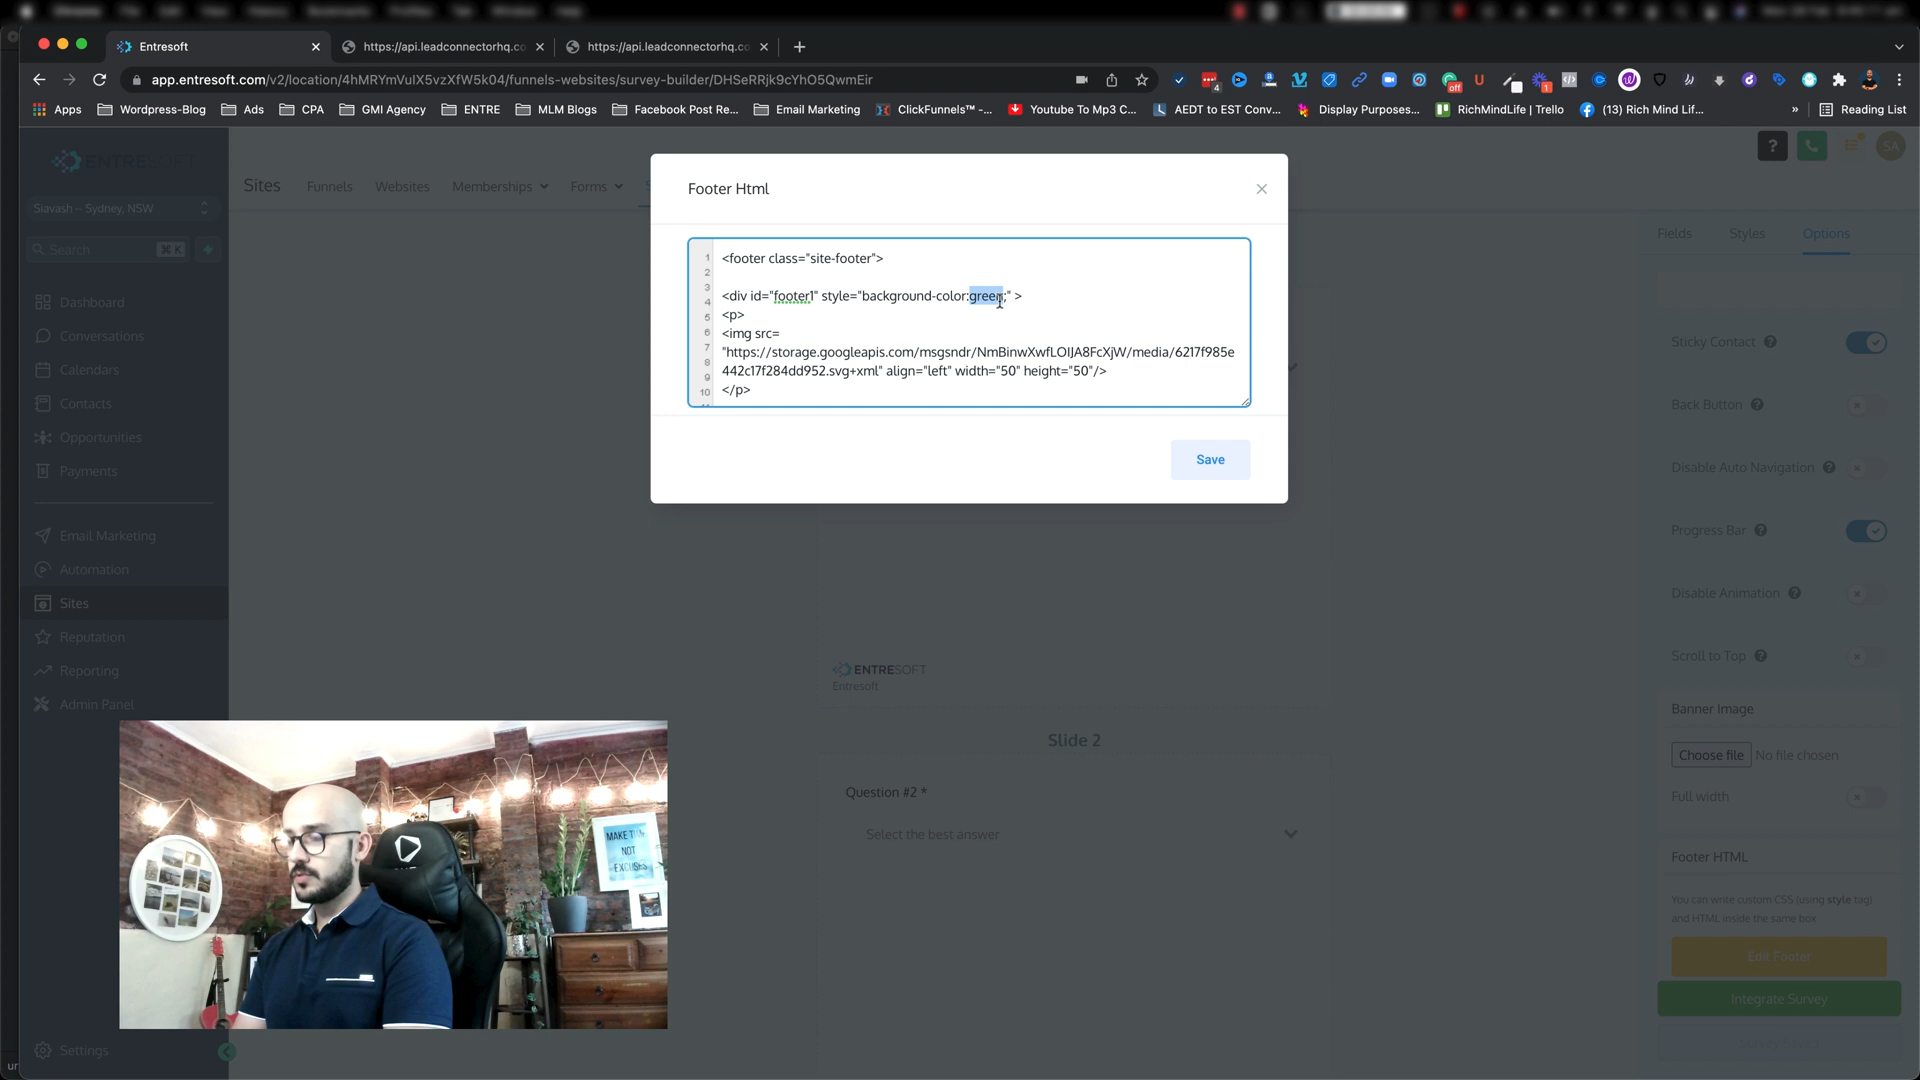 Entresoft
https://api.leadconnectorhq.co
https://api.leadconnectorhq.co
app.entresoft.com/v2/location/4hMRYmVuIX5vzXfW5k04/funnels-websites/survey-builder/DHSeRRjk9cYhO5QwmEir
Apps
Wordpress-Blog
Ads
CPA
GMI Agency
ENTRE
MLM Blogs
Facebook Post Re...
Email Marketing
ClickFunnels™ -...
Youtube To Mp3 C...
AEDT to EST Conv...
Display Purposes...
RichMindLife | Trello
(13) Rich Mind Lif...
»
Reading List
ENTRESOFT
Siavash -- Sydney, NSW
Search
⌘K
Dashboard
Conversations
Calendars
Contacts
Opportunities
Payments
Email Marketing
Automation
Sites
Reputation
Reporting
Admin Panel
Settings
Sites
Funnels
Websites
Memberships
Forms
?
SA
Footer Html
1
2
3
4
5
6
7
8
9
10
<footer class="site-footer">
<div id="footer1" style="background-color:green;" >
<p>
<img src=
"https://storage.googleapis.com/msgsndr/NmBinwXwfLOIJA8FcXjW/media/6217f985e
442c17f284dd952.svg+xml" align="left" width="50" height="50"/>
</p>
Save
ENTRESOFT
Entresoft
Slide 2
Question #2 *
Select the best answer
Fields
Styles
Options
Sticky Contact
Back Button
Disable Auto Navigation
Progress Bar
Disable Animation
Scroll to Top
Banner Image
Choose file
No file chosen
Full width
Footer HTML
You can write custom CSS (using style tag)
and HTML inside the same box
Edit Footer
Integrate Survey
MAKE
NOT
EXCUSES